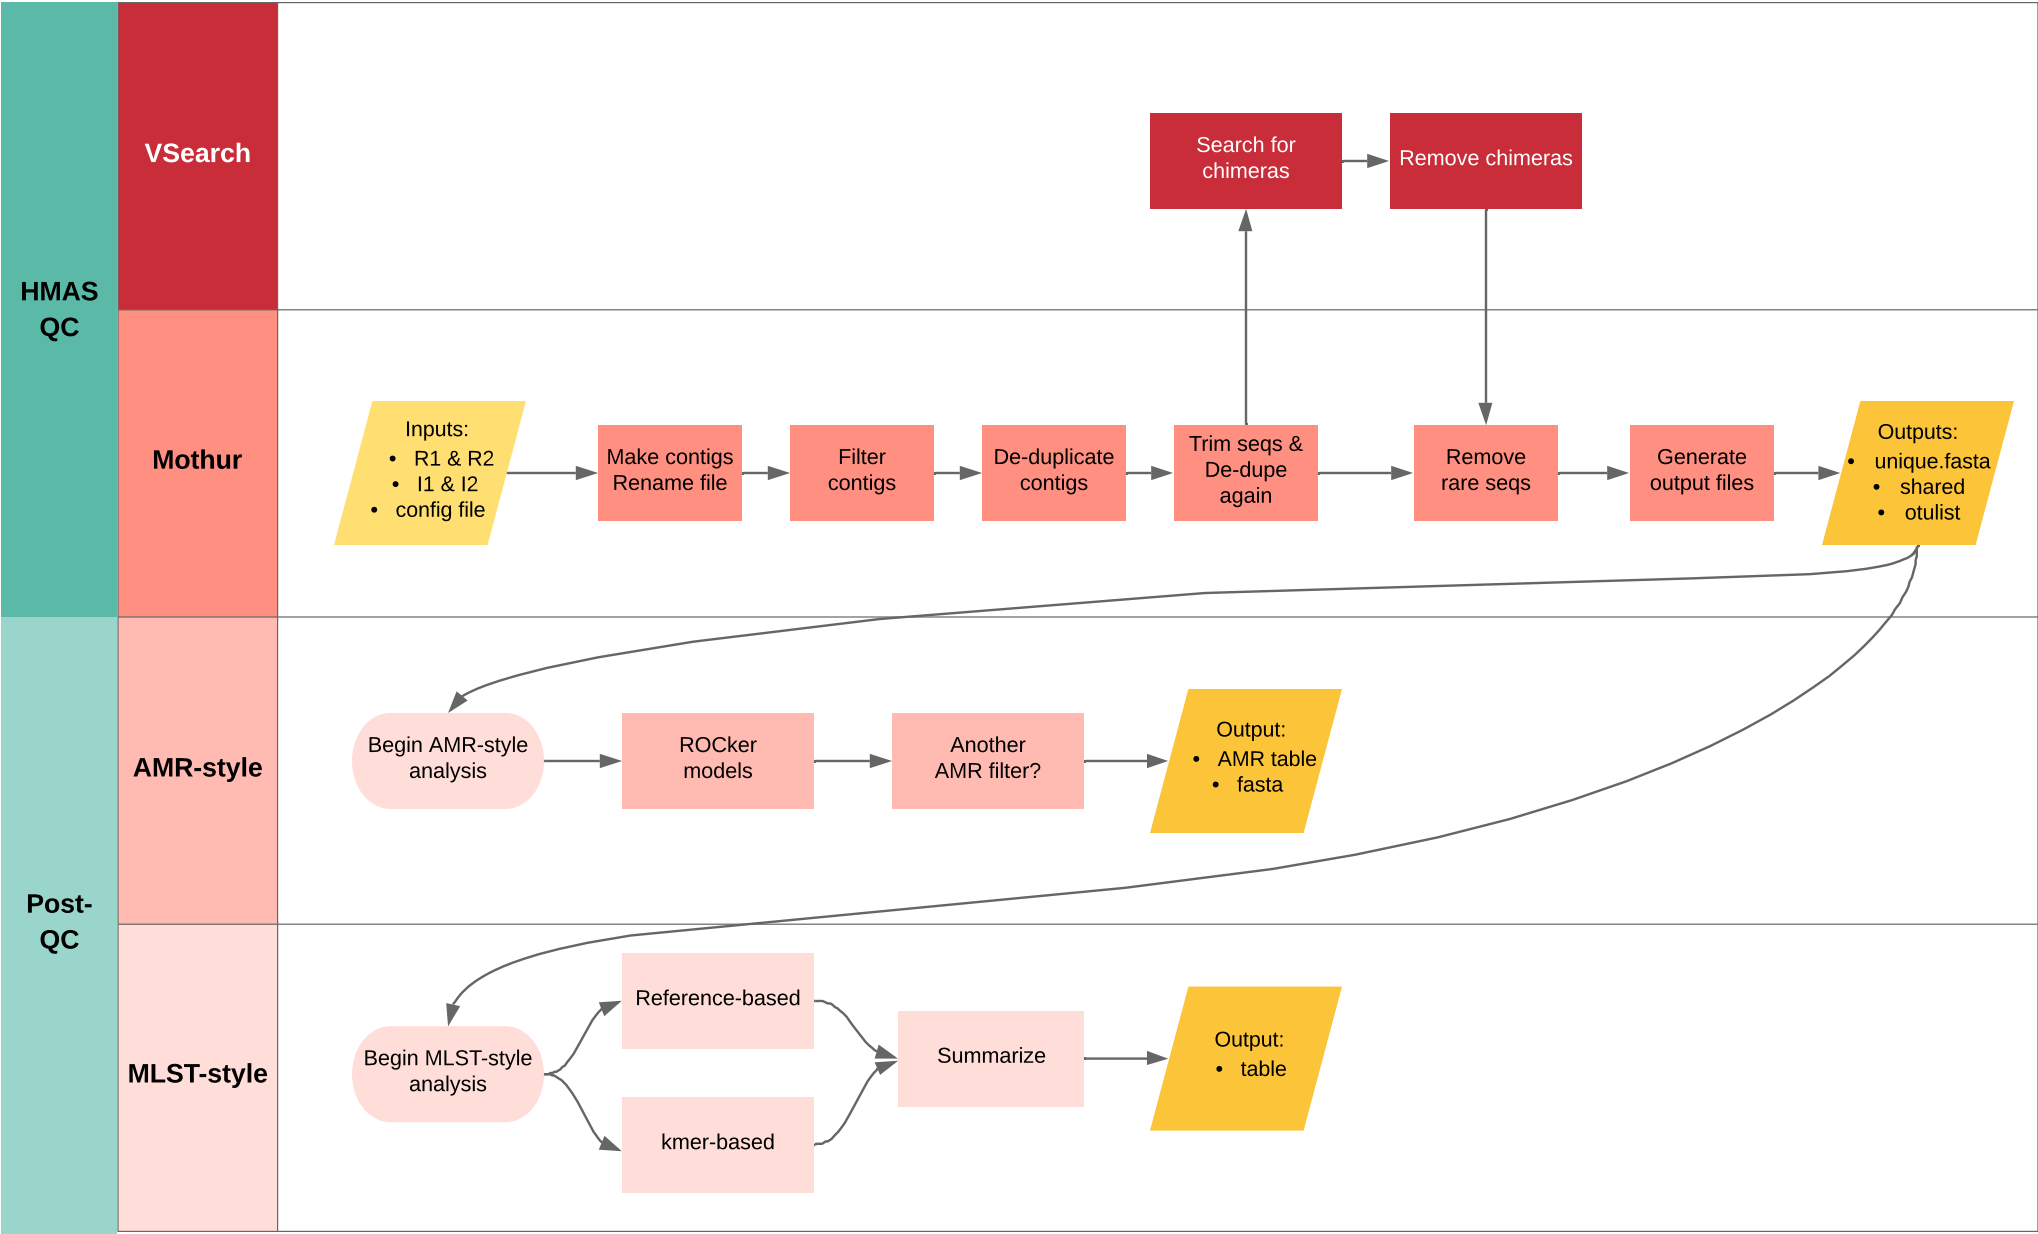 HMAS
QC
VSearch
Search for
chimeras
Remove chimeras
Mothur
Inputs:
• R1 & R2
• I1 & I2
• config file
Make contigs
Rename file
Filter
contigs
De-duplicate
contigs
Trim seqs &
De-dupe
again
Remove
rare seqs
Generate
output files
Outputs:
• unique.fasta
• shared
• otulist
Post-
QC
AMR-style
Begin AMR-style
analysis
ROCker
models
Another
AMR filter?
Output:
• AMR table
• fasta
MLST-style
Begin MLST-style
analysis
Reference-based
kmer-based
Summarize
Output:
• table